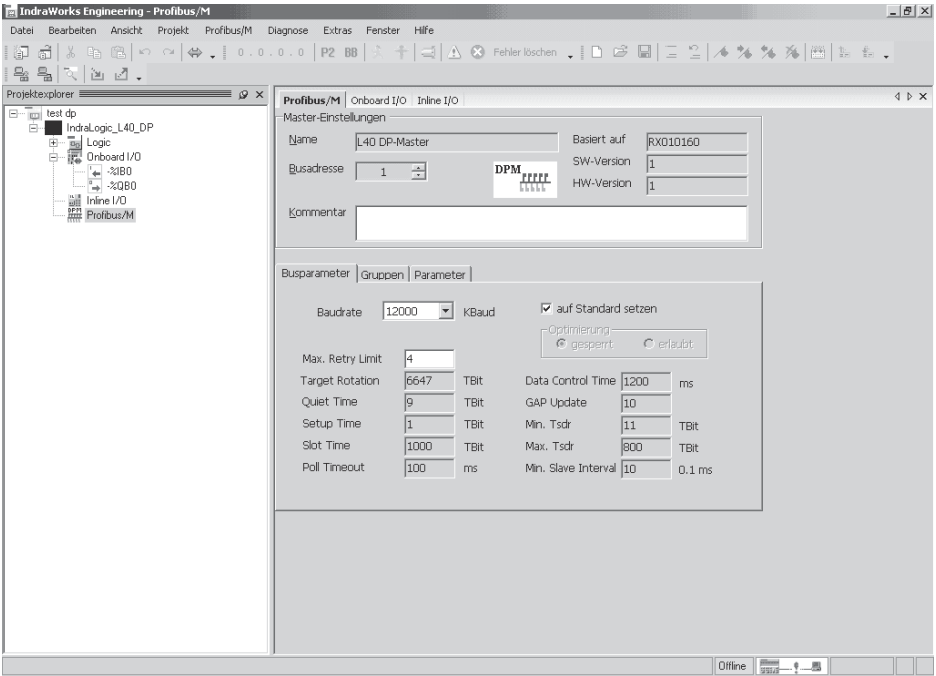 IndraWorks Engineering - Profibus/M
Datei Bearbeiten Ansicht Projekt Profibus/M Diagnose Extras Fenster Hilfe
0 . 0 . 0 . 0 P2 BB Fehler löschen
Projektexplorer
Profibus/M Onboard I/O Inline I/O
test dp
IndraLogic_L40_DP
Logic
Onboard I/O
-%IB0
-%QB0
Inline I/O
DPM Profibus/M
Master-Einstellungen
Name L40 DP-Master Basiert auf RX010160
Busadresse 1 DPM SW-Version 1
HW-Version 1
Kommentar
Busparameter Gruppen Parameter
Baudrate 12000 KBaud auf Standard setzen
Optimierung
gesperrt erlaubt
Max. Retry Limit 4
Target Rotation 6647 TBit Data Control Time 1200 ms
Quiet Time 9 TBit GAP Update 10
Setup Time 1 TBit Min. Tsdr 11 TBit
Slot Time 1000 TBit Max. Tsdr 800 TBit
Poll Timeout 100 ms Min. Slave Interval 10 0.1 ms
Offline